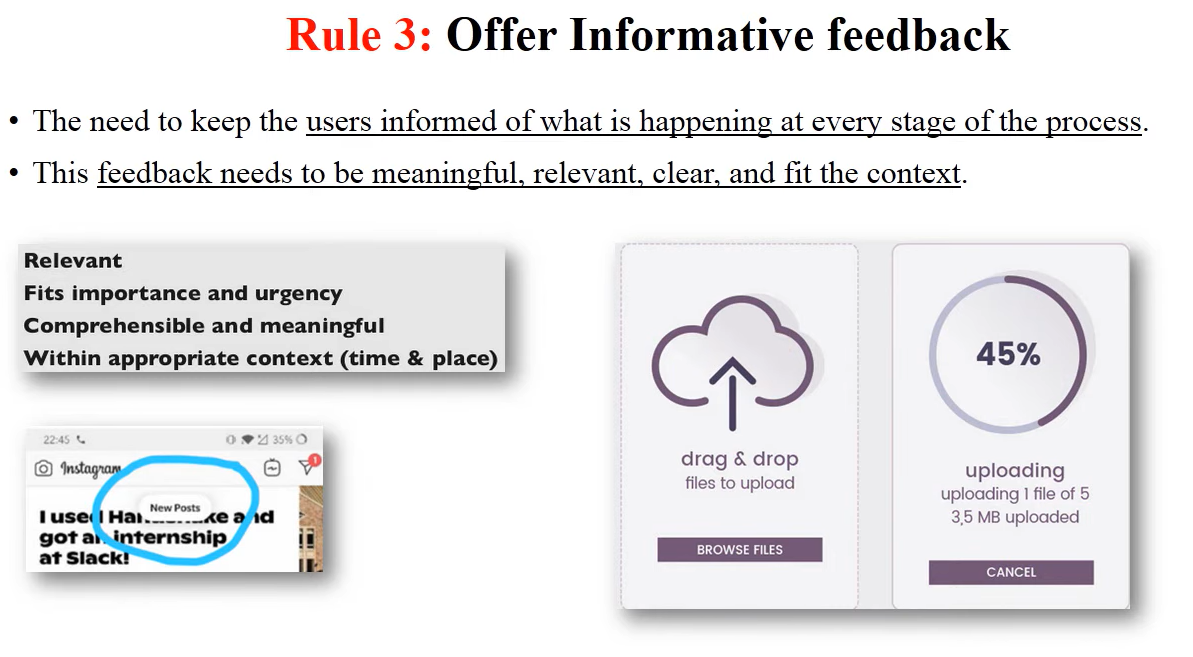 Rule 3: Offer Informative feedback
• The need to keep the users informed of what is happening at every stage of the process.
• This feedback needs to be meaningful, relevant, clear, and fit the context.
Relevant
Fits importance and urgency
Comprehensible and meaningful
Within appropriate context (time & place)
22:45 35%
Instagram 1
New Posts
I used and
got an internship
at Slack!
drag & drop
files to upload
BROWSE FILES
45%
uploading
uploading 1 file of 5
3,5 MB uploaded
CANCEL